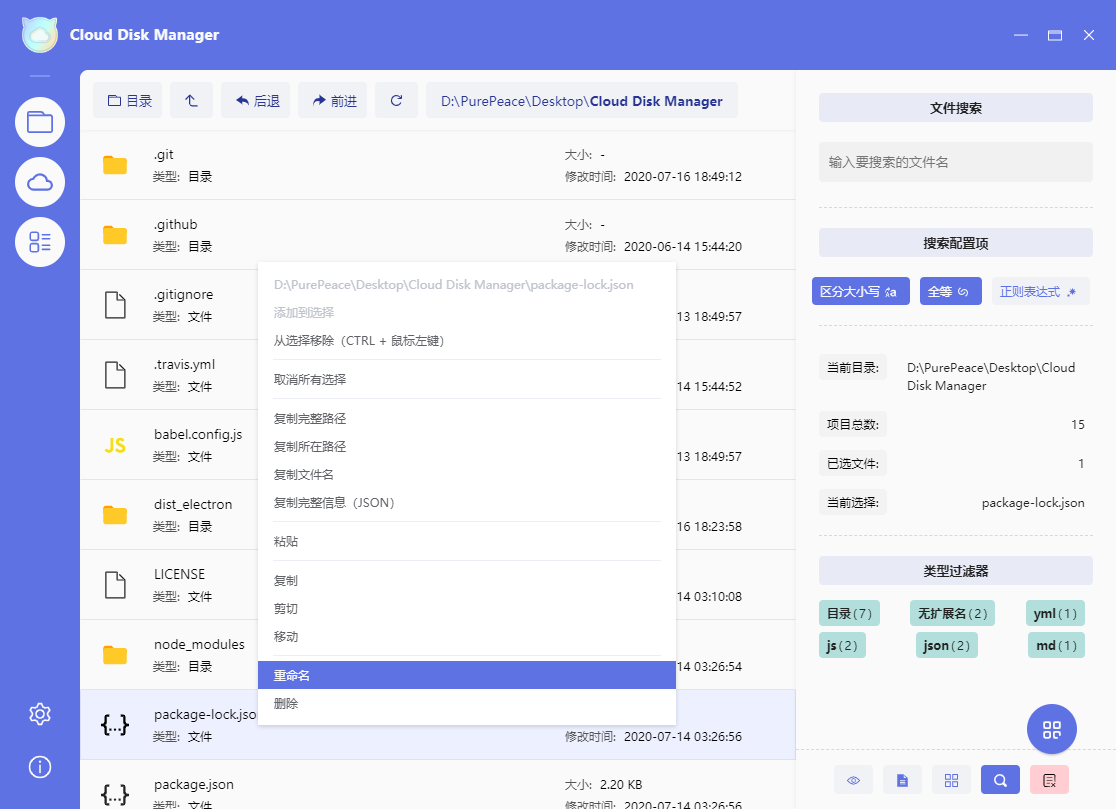 Cloud Disk Manager
目录
后退
前进
D:\PurePeace\Desktop\Cloud Disk Manager
.git
大小: -
类型: 目录
修改时间: 2020-07-16 18:49:12
.github
大小: -
类型: 目录
修改时间: 2020-06-14 15:44:20
.gitignore
类型: 文件
13 18:49:57
.travis.yml
类型: 文件
14 15:44:52
JS
babel.config.js
类型: 文件
13 18:49:57
dist_electron
类型: 目录
16 18:23:58
LICENSE
类型: 文件
14 03:10:08
node_modules
类型: 目录
14 03:26:54
{...}
package-lock.jso
类型: 文件
修改时间: 2020-07-14 03:26:56
{...}
package.json
大小: 2.20 KB
类型: 文件
修改时间: 2020-07-14 03:26:56
D:\PurePeace\Desktop\Cloud Disk Manager\package-lock.json
添加到选择
从选择移除（CTRL + 鼠标左键）
取消所有选择
复制完整路径
复制所在路径
复制文件名
复制完整信息（JSON）
粘贴
复制
剪切
移动
重命名
删除
文件搜索
输入要搜索的文件名
搜索配置项
区分大小写
全等
正则表达式 .*
当前目录: D:\PurePeace\Desktop\Cloud
Disk Manager
项目总数: 15
已选文件: 1
当前选择: package-lock.json
类型过滤器
目录(7) 无扩展名(2) yml(1)
js(2) json(2) md(1)